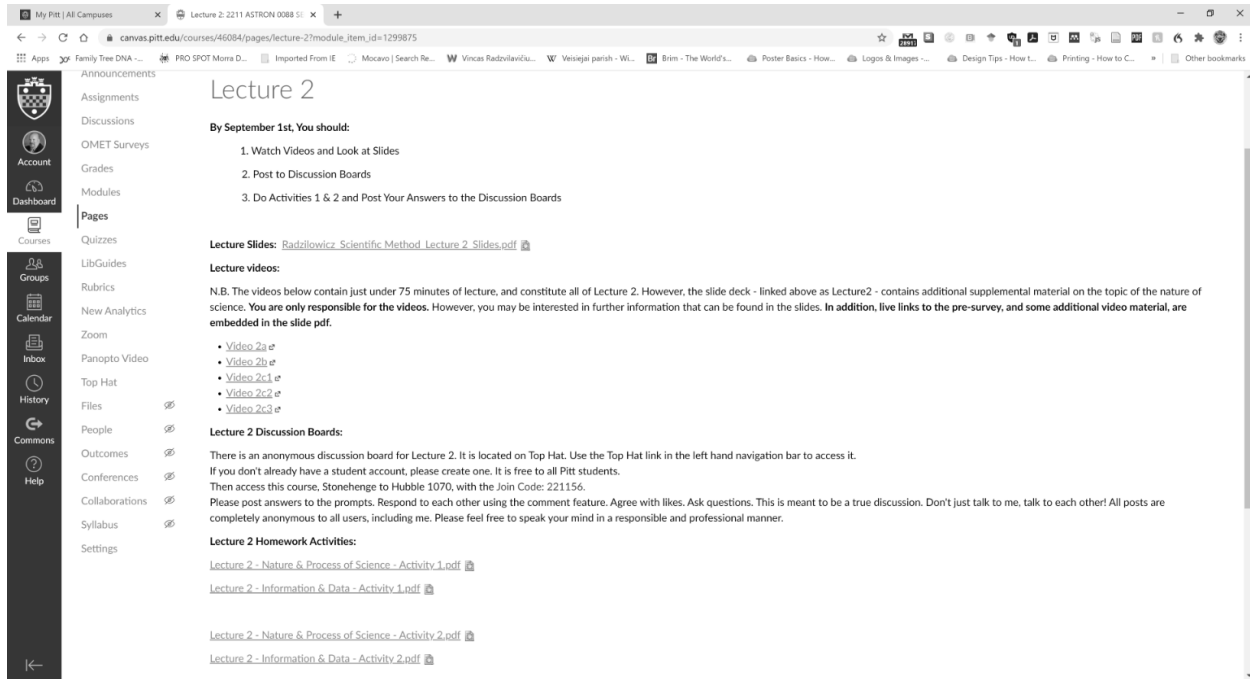 My Pitt | All Campuses
Lecture 2: 2211 ASTRON 0088 SE
canvas.pitt.edu/courses/46084/pages/lecture-2?module_item_id=1299875
Apps
Family Tree DNA -...
PRO SPOT Morra D...
Imported From IE
Mocavo | Search Re...
Vincas Radzvilavičiu...
Veisiejai parish - Wi...
Brim - The World's...
Poster Basics - How...
Logos & Images -...
Design Tips - How t...
Printing - How to C...
»
Other bookmarks
Account
Dashboard
Courses
Groups
Calendar
Inbox
History
Commons
Help
Announcements
Assignments
Discussions
OMET Surveys
Grades
Modules
Pages
Quizzes
LibGuides
Rubrics
New Analytics
Zoom
Panopto Video
Top Hat
Files
People
Outcomes
Conferences
Collaborations
Syllabus
Settings
Lecture 2
By September 1st, You should:
1. Watch Videos and Look at Slides
2. Post to Discussion Boards
3. Do Activities 1 & 2 and Post Your Answers to the Discussion Boards
Lecture Slides: Radzilowicz_Scientific Method_Lecture 2_Slides.pdf
Lecture videos:
N.B. The videos below contain just under 75 minutes of lecture, and constitute all of Lecture 2. However, the slide deck - linked above as Lecture2 - contains additional supplemental material on the topic of the nature of
science. You are only responsible for the videos. However, you may be interested in further information that can be found in the slides. In addition, live links to the pre-survey, and some additional video material, are
embedded in the slide pdf.
• Video 2a
• Video 2b
• Video 2c1
• Video 2c2
• Video 2c3
Lecture 2 Discussion Boards:
There is an anonymous discussion board for Lecture 2. It is located on Top Hat. Use the Top Hat link in the left hand navigation bar to access it.
If you don't already have a student account, please create one. It is free to all Pitt students.
Then access this course, Stonehenge to Hubble 1070, with the Join Code: 221156.
Please post answers to the prompts. Respond to each other using the comment feature. Agree with likes. Ask questions. This is meant to be a true discussion. Don't just talk to me, talk to each other! All posts are
completely anonymous to all users, including me. Please feel free to speak your mind in a responsible and professional manner.
Lecture 2 Homework Activities:
Lecture 2 - Nature & Process of Science - Activity 1.pdf
Lecture 2 - Information & Data - Activity 1.pdf
Lecture 2 - Nature & Process of Science - Activity 2.pdf
Lecture 2 - Information & Data - Activity 2.pdf